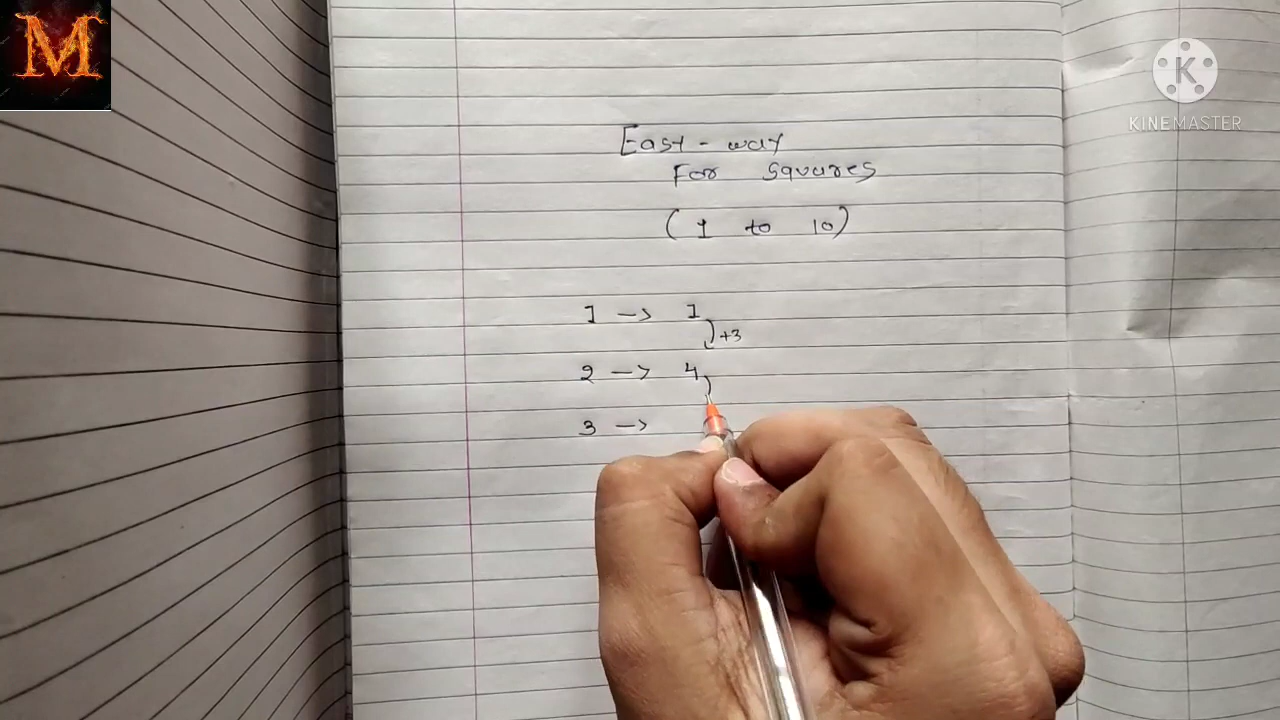 M
KINEMASTER
Easy - way
For squares
(1 to 10)
1 -> 1
+3
2 -> 4
3 ->